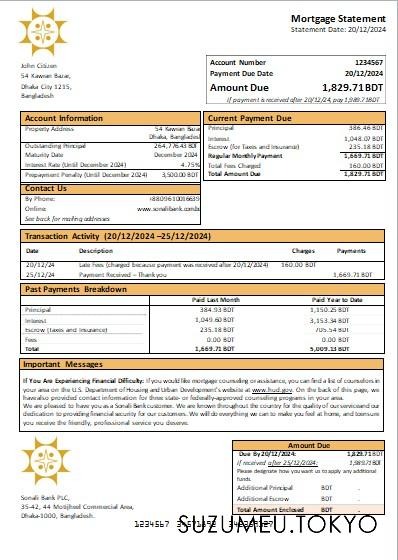 Mortgage Statement
Statement Date: 20/12/2024
John Citizen
54 Kawran Bazar,
Dhaka City 1215,
Bangladesh
Account Number 1234567
Payment Due Date 20/12/2024
Amount Due 1,829.71BDT
If payment is received after 20/12/24, pay 1,989.71BDT
Account Information
Property Address 54 Kawran Bazar
Dhaka, Banglades
Outstanding Principal 264,776.43 BDT
Maturity Date December 2024
Interest Rate (Until December 2024) 4.75%
Prepayment Penalty (Until December 2024) 3,500.00 BDT
Contact Us
By Phone: +8809610016639
Online: www.sonalibank.com.b
See back for mailing addresses
Current Payment Due
Principal 386.46 BDT
Interest 1,048.07 BDT
Escrow (for Taxes and Insurance) 235.18 BDT
Regular Monthly Payment 1,669.71 BDT
Total Fees Charged 160.00 BDT
Total Amount Due 1,829.71 BDT
Transaction Activity (20/12/2024 –25/12/2024)
Date Description Charges Payments
20/12/24 Late Fees (charged because payment was received after 20/12/2024) 160.00 BDT
25/12/24 Payment Received – Thank you 1,669.71 BDT
Past Payments Breakdown
Paid Last Month Paid Year to Date
Principal 384.93 BDT 1,150.25 BDT
Interest 1,049.60 BDT 3,153.34 BDT
Escrow (Taxes and Insurance) 235.18 BDT 705.54 BDT
Fees 0.00 BDT 0.00 BDT
Total 1,669.71 BDT 5,009.13 BDT
Important Messages
If You Are Experiencing Financial Difficulty: If you would like mortgage counseling or assistance, you can find a list of counselors in
your area on the U.S. Department of Housing and Urban Development's website at www.hud.gov. On the back of this page, we
have also provided contact information for three state- or federally-approved counseling programs in your area.
We are pleased to have you as a Sonali Bank customer. We are known throughout the country for the quality of our service and our
dedication to providing financial security for our customers. We will do everything we can to make you feel at home, and to ensure
you the friendly, professional service you deserve.
Sonali Bank PLC,
35-42, 44 Motijheel Commercial Area,
Dhaka-1000, Bangladesh.
Amount Due
Due By 20/12/2024: 1,829.71 BDT
If received after 25/12/2024: 1,989.71 BDT
Please designate how you want us to apply any additional
funds.
Additional Principal BDT .
Additional Escrow BDT .
Total Amount Enclosed BDT .
1234567
SUZUMEU.TOKYO